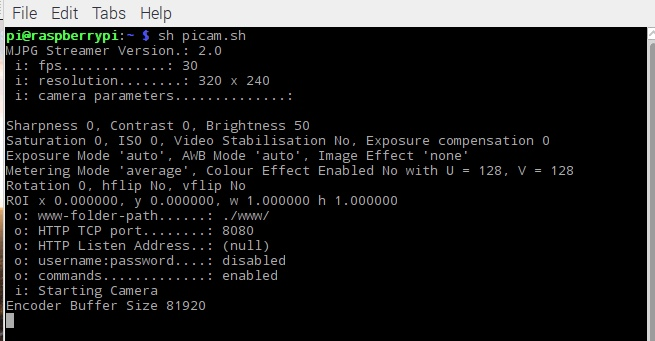 File Edit Tabs Help
pi@raspberrypi:~ $ sh picam.sh
MJPG Streamer Version.: 2.0
 i: fps.............: 30
 i: resolution........: 320 x 240
 i: camera parameters..............:

Sharpness 0, Contrast 0, Brightness 50
Saturation 0, ISO 0, Video Stabilisation No, Exposure compensation 0
Exposure Mode 'auto', AWB Mode 'auto', Image Effect 'none'
Metering Mode 'average', Colour Effect Enabled No with U = 128, V = 128
Rotation 0, hflip No, vflip No
ROI x 0.000000, y 0.000000, w 1.000000 h 1.000000
 o: www-folder-path......: ./www/
 o: HTTP TCP port........: 8080
 o: HTTP Listen Address..: (null)
 o: username:password....: disabled
 o: commands.............: enabled
 i: Starting Camera
Encoder Buffer Size 81920